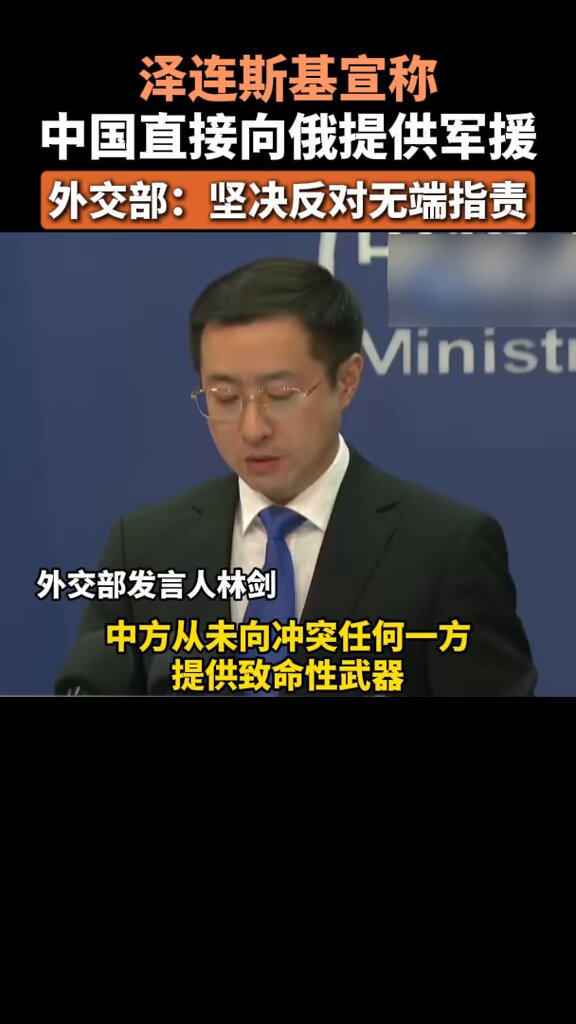 泽连斯基宣称
中国直接向俄提供军援
外交部：坚决反对无端指责
Ministr
外交部发言人林剑
中方从未向冲突任何一方
提供致命性武器